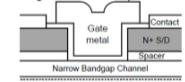 Contact
Gate
metal
N+ S/D
Spacer
Narrow Bandgap Channel